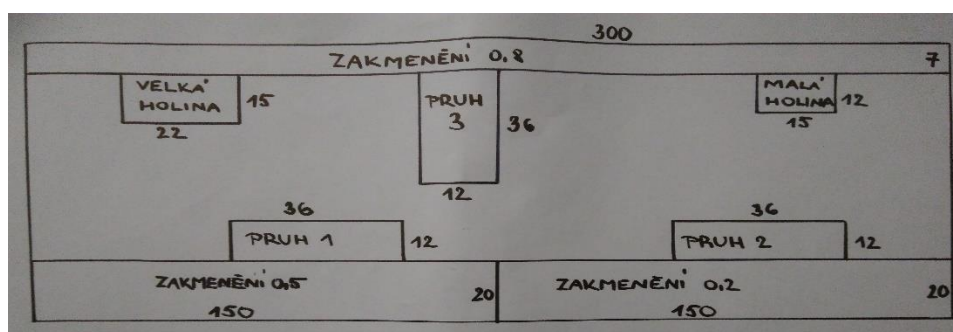 300
ZAKMENĚNÍ 0,8 7
VELKÁ
HOLINA 15
22
PRUH
3 36
12
MALÁ
HOLINA 12
15
36
PRUH 1 12
36
PRUH 2 12
ZAKMENĚNÍ 0,5 20
150
ZAKMENĚNÍ 0,2 20
150